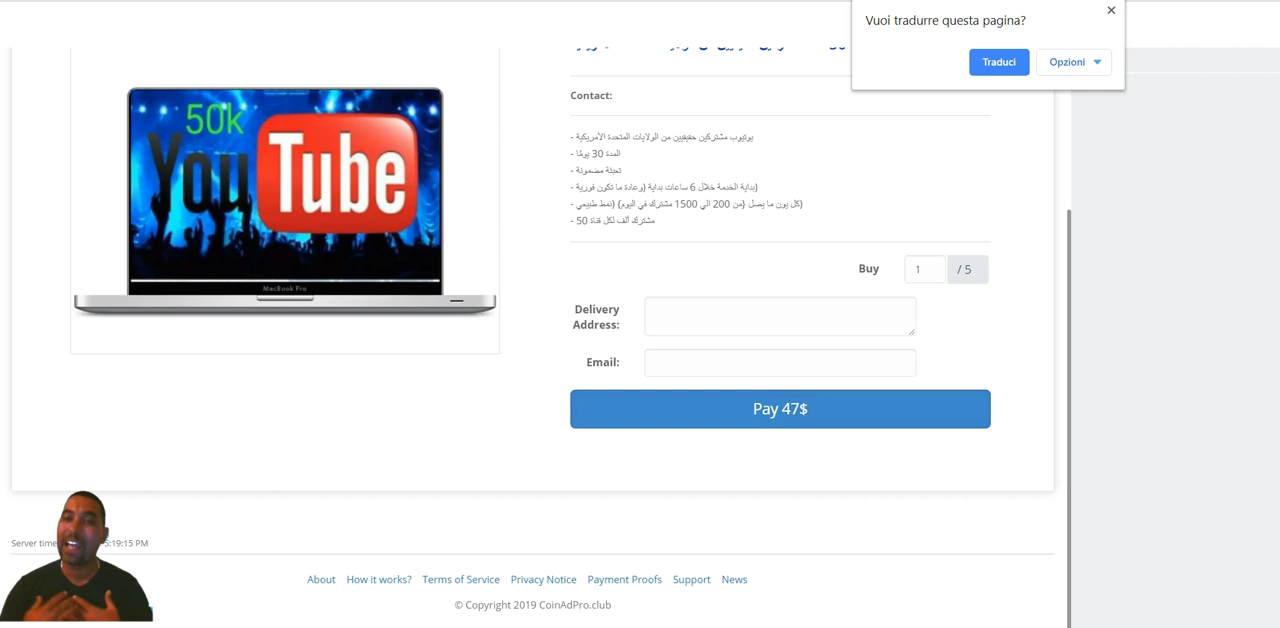 Vuoi tradurre questa pagina?
Traduci
Opzioni
50k
YouTube
MacBook Pro
Contact:
- يوتيوب مشتركين حقيقيين من الولايات المتحدة الأمريكية
- المدة 30 يومًا
- تعبئة مضمونة
- بداية الخدمة خلال 6 ساعات بداية (وعادة ما تكون فورية)
- كل يون ما يصل {من 200 الي 1500 مشترك في اليوم} (نمط طبيعي)
- 50 مشترك ألف لكل قناة
Buy 1 / 5
Delivery
Address:
Email:
Pay 47$
Server time 5:19:15 PM
About How it works? Terms of Service Privacy Notice Payment Proofs Support News
© Copyright 2019 CoinAdPro.club